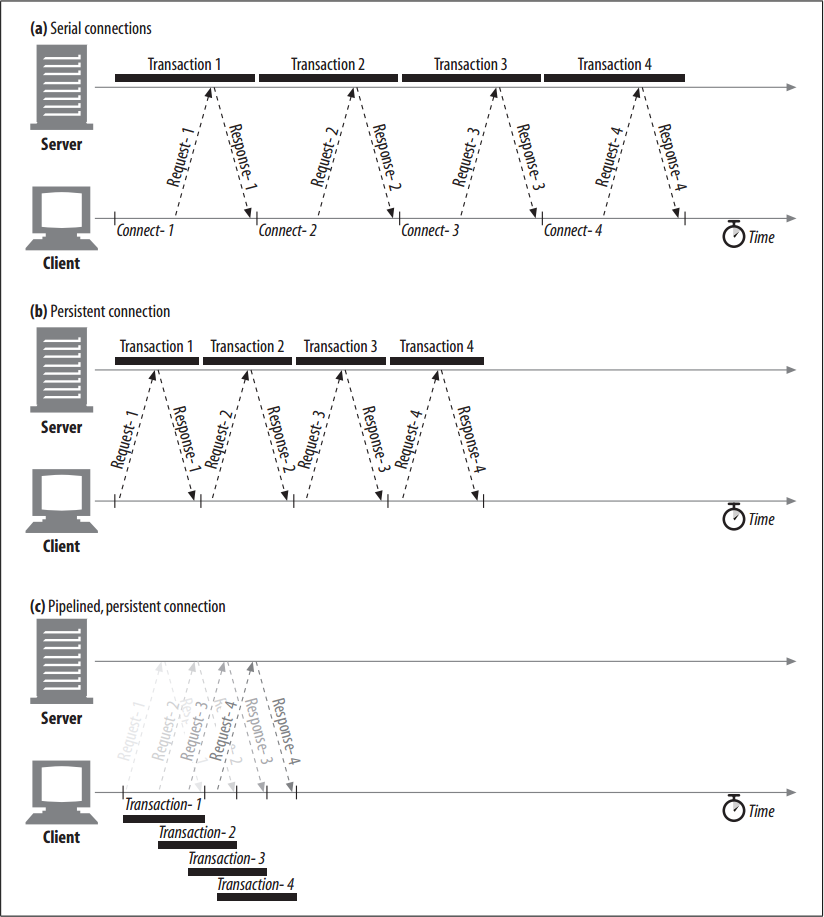 (a) Serial connections
Transaction 1 Transaction 2 Transaction 3 Transaction 4
Server
Request- 1 Response- 1 Request- 2 Response- 2 Request- 3 Response- 3 Request- 4 Response- 4
Connect- 1 Connect- 2 Connect- 3 Connect- 4 Time
Client
(b) Persistent connection
Transaction 1 Transaction 2 Transaction 3 Transaction 4
Server
Request- 1 Response- 1 Request- 2 Response- 2 Request- 3 Response- 3 Request- 4 Response- 4
Time
Client
(c) Pipelined, persistent connection
Server
Request- 1 Request- 2 Request- 3 Request- 4 Response- 3 Response- 4
Transaction- 1 Time
Client
Transaction- 2
Transaction- 3
Transaction- 4